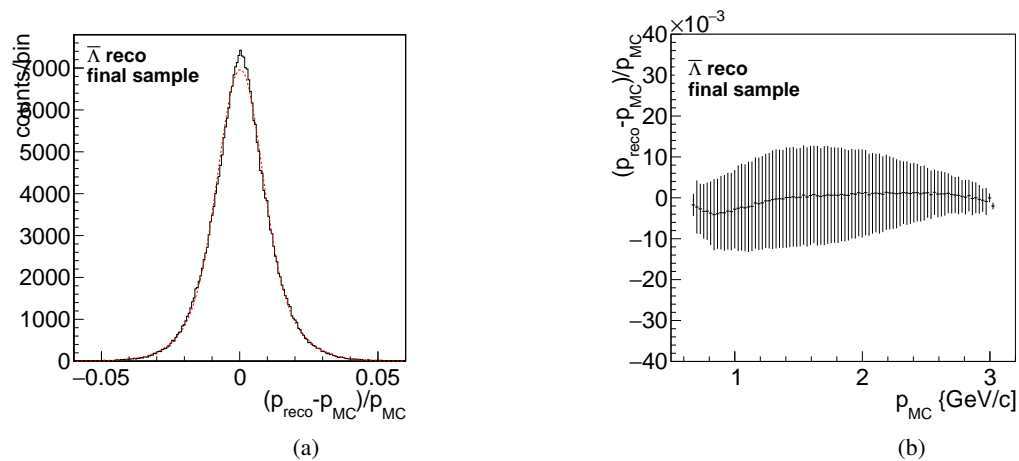 Λ̅ reco
final sample
counts/bin
7000
6000
5000
4000
3000
2000
1000
0
−0.05 0 0.05
(p_reco-p_MC)/p_MC
(a)
×10⁻³
Λ̅ reco
final sample
(p_reco-p_MC)/p_MC
40
30
20
10
0
−10
−20
−30
−40
1 2 3
p_MC {GeV/c]
(b)